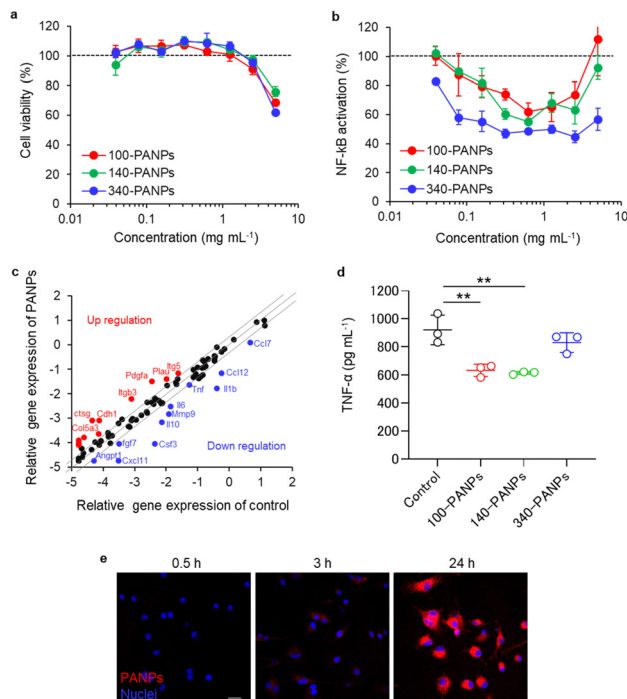 a
Cell viability (%)
120
100
80
60
40
20
0
100-PANPs
140-PANPs
340-PANPs
0.01
0.1
1
10
Concentration (mg mL-1)
b
NF-kB activation (%)
120
100
80
60
40
20
0
100-PANPs
140-PANPs
340-PANPs
0.01
0.1
1
10
Concentration (mg mL-1)
c
Relative gene expression of PANPs
2
1
0
-1
-2
-3
-4
-5
Up regulation
Ccl7
Itg5
Plau
Pdgfa
Ccl12
Tnf
Il1b
Itgb3
Il6
Mmp9
ctsg
Cdh1
Il10
Col5a3
Down regulation
fgf7
Csf3
Angpt1
Cxcl11
-5
-4
-3
-2
-1
0
1
2
Relative gene expression of control
d
TNF-α (pg mL-1)
1200
1000
800
600
400
200
0
**
**
Control
100–PANPs
140–PANPs
340–PANPs
e
0.5 h
3 h
24 h
PANPs
Nuclei